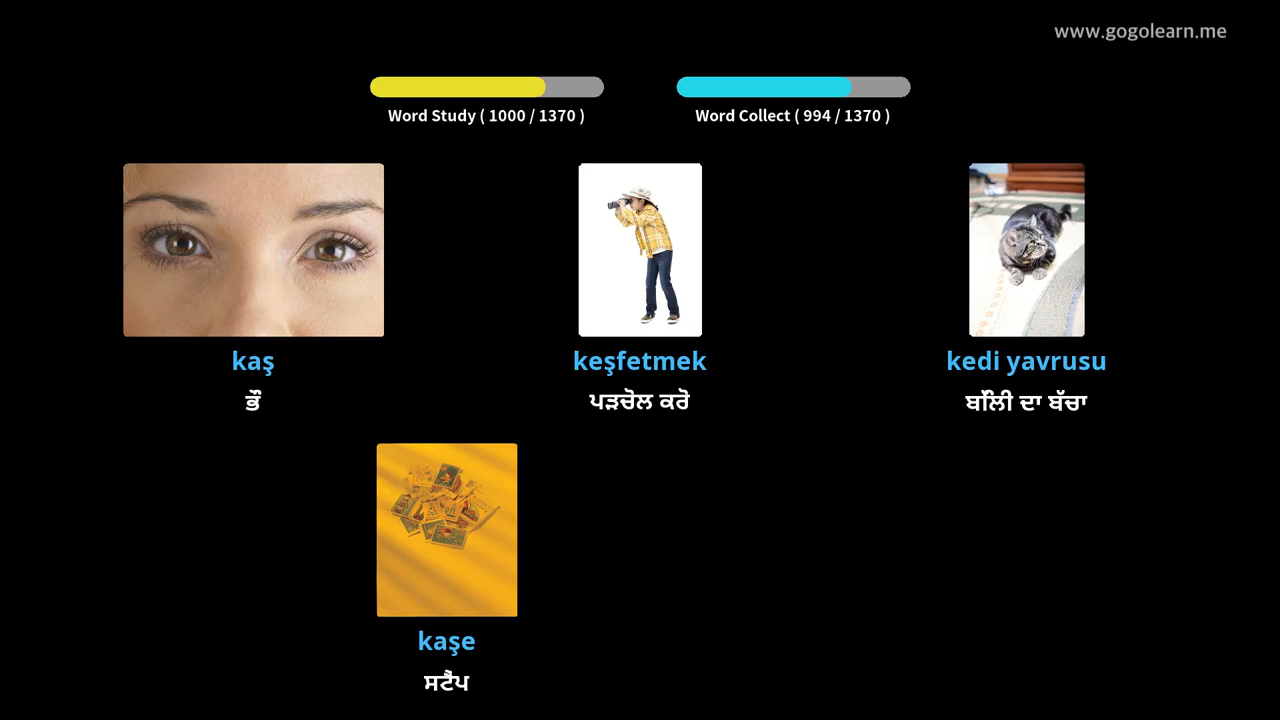 www.gogolearn.me
Word Study ( 1000 / 1370 )
Word Collect ( 994 / 1370 )
kaş
keşfetmek
kedi yavrusu
ਭੌਂ
ਪੜਚੋਲ ਕਰੋ
ਬਿੱਲੀ ਦਾ ਬੱਚਾ
kaşe
ਸਟੈਂਪ